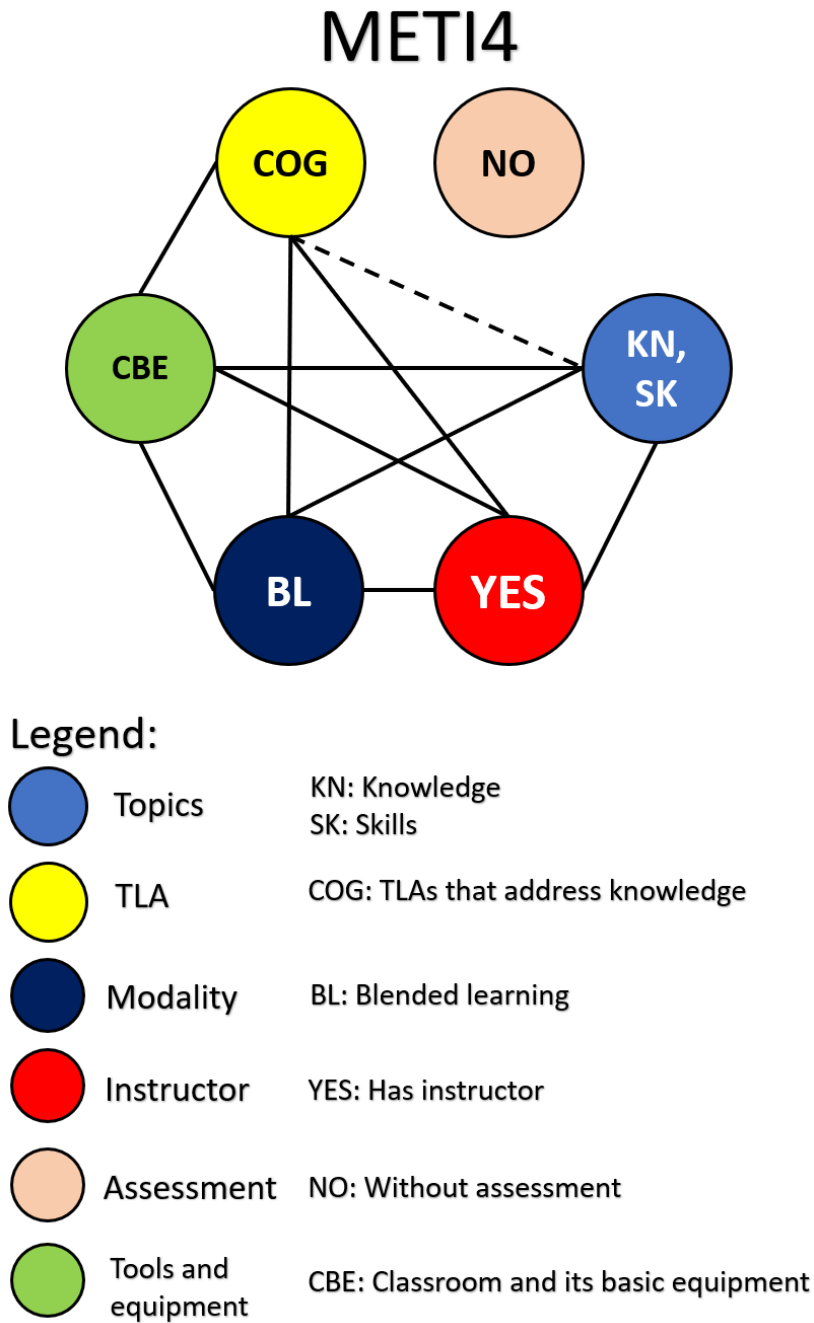 METI4
COG
NO
CBE
KN,
SK
BL
YES
Legend:
Topics
KN: Knowledge
SK: Skills
TLA
COG: TLAs that address knowledge
Modality
BL: Blended learning
Instructor
YES: Has instructor
Assessment
NO: Without assessment
Tools and
equipment
CBE: Classroom and its basic equipment